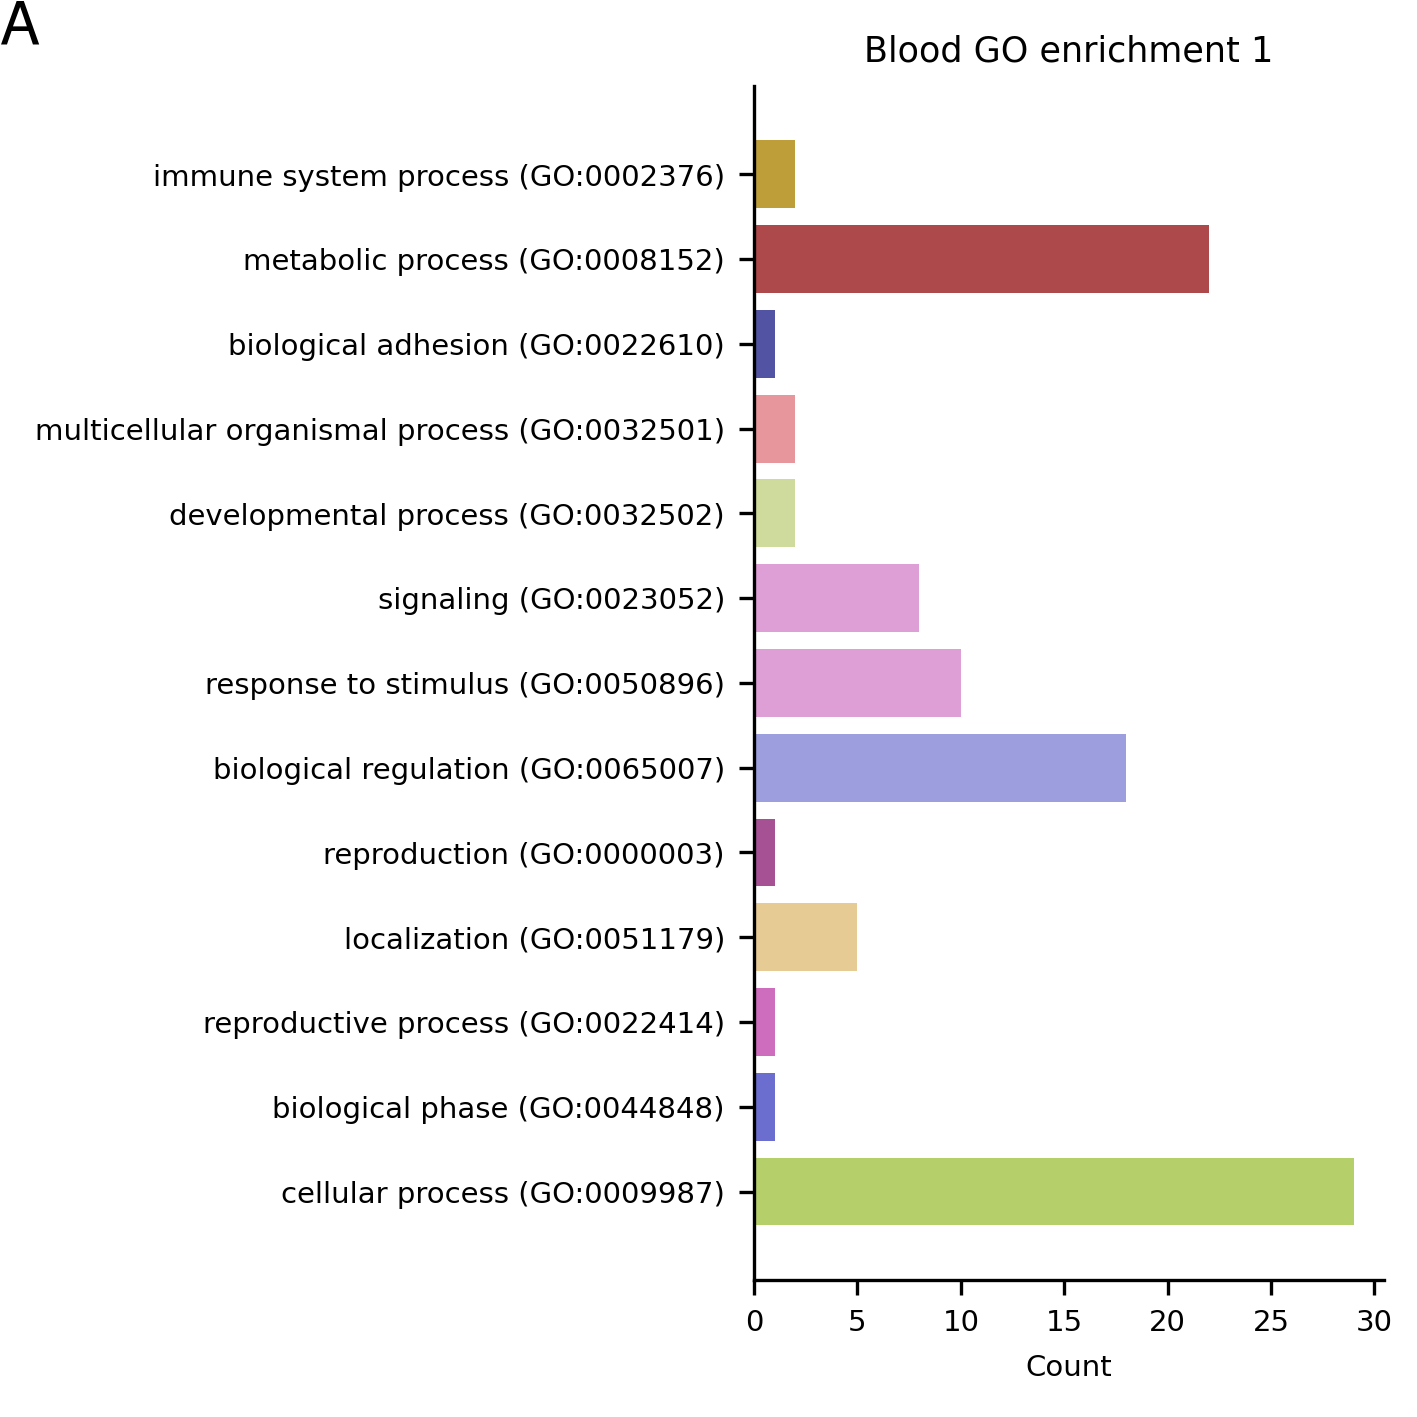 A
Blood GO enrichment 1
immune system process (GO:0002376)
metabolic process (GO:0008152)
biological adhesion (GO:0022610)
multicellular organismal process (GO:0032501)
developmental process (GO:0032502)
signaling (GO:0023052)
response to stimulus (GO:0050896)
biological regulation (GO:0065007)
reproduction (GO:0000003)
localization (GO:0051179)
reproductive process (GO:0022414)
biological phase (GO:0044848)
cellular process (GO:0009987)
0 5 10 15 20 25 30
Count